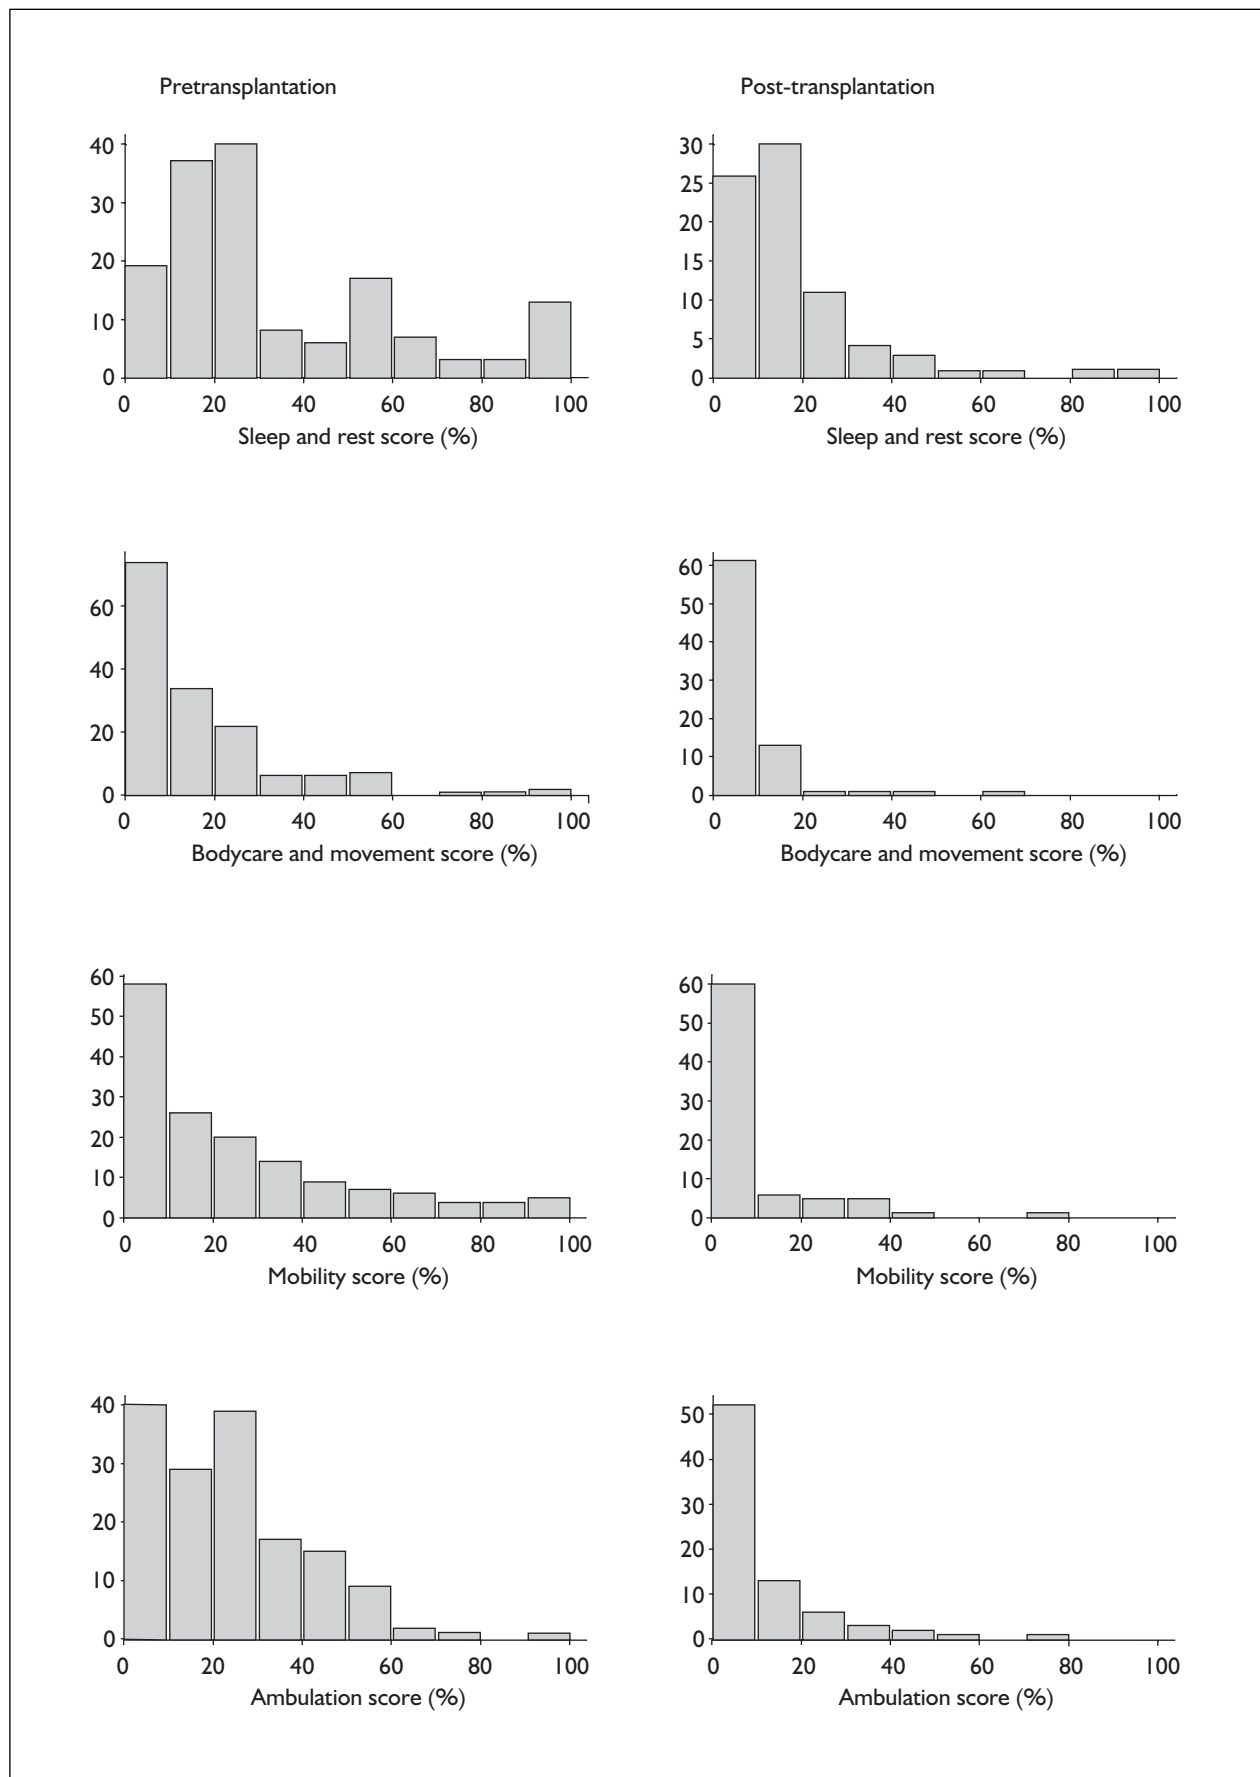 Pretransplantation
Post-transplantation
40
30
20
10
0
0 20 40 60 80 100
Sleep and rest score (%)
30
25
20
15
10
5
0
0 20 40 60 80 100
Sleep and rest score (%)
60
40
20
0
0 20 40 60 80 100
Bodycare and movement score (%)
60
50
40
30
20
10
0
0 20 40 60 80 100
Bodycare and movement score (%)
60
50
40
30
20
10
0
0 20 40 60 80 100
Mobility score (%)
60
50
40
30
20
10
0
0 20 40 60 80 100
Mobility score (%)
40
30
20
10
0
0 20 40 60 80 100
Ambulation score (%)
50
40
30
20
10
0
0 20 40 60 80 100
Ambulation score (%)